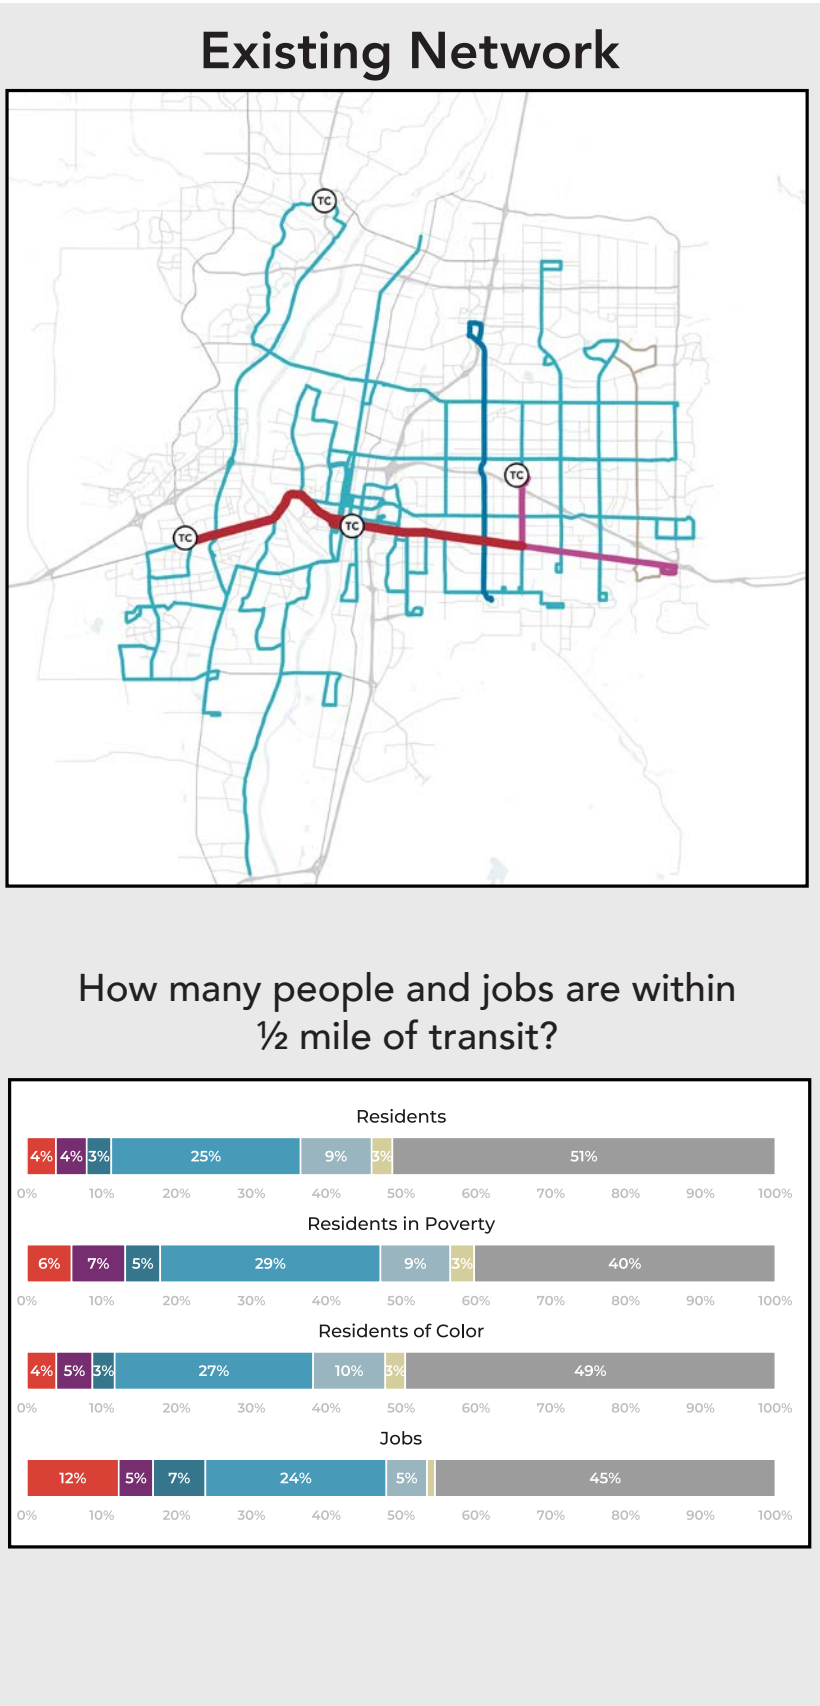 Existing Network
TC
TC
TC
TC
How many people and jobs are within
½ mile of transit?
Residents
4% 4% 3% 25% 9% 3% 51%
0% 10% 20% 30% 40% 50% 60% 70% 80% 90% 100%
Residents in Poverty
6% 7% 5% 29% 9% 3% 40%
0% 10% 20% 30% 40% 50% 60% 70% 80% 90% 100%
Residents of Color
4% 5% 3% 27% 10% 3% 49%
0% 10% 20% 30% 40% 50% 60% 70% 80% 90% 100%
Jobs
12% 5% 7% 24% 5% 45%
0% 10% 20% 30% 40% 50% 60% 70% 80% 90% 100%